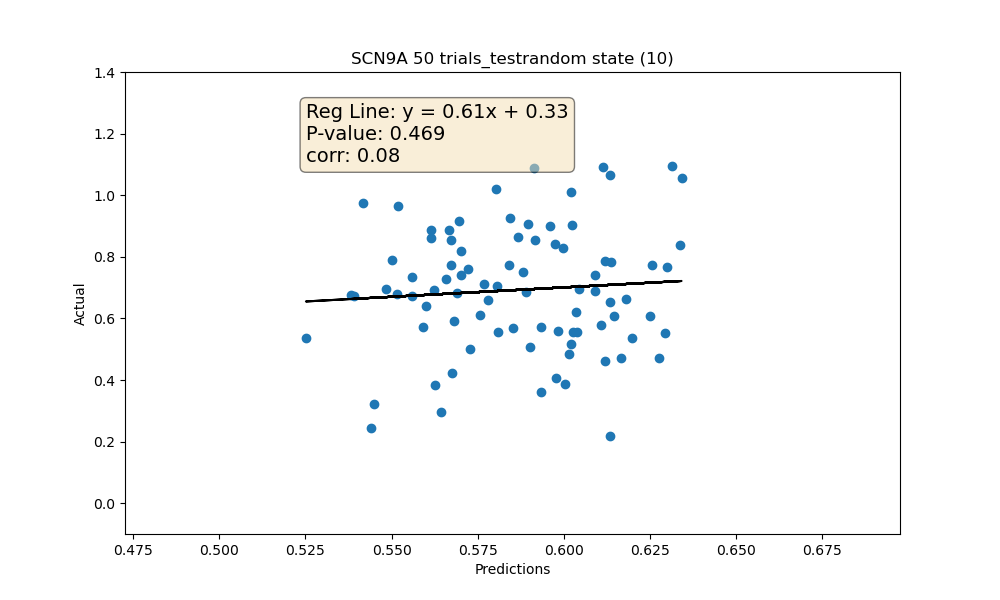 SCN9A 50 trials_testrandom state (10)
Reg Line: y = 0.61x + 0.33
P-value: 0.469
corr: 0.08
1.4
1.2
1.0
0.8
0.6
0.4
0.2
0.0
Actual
0.475 0.500 0.525 0.550 0.575 0.600 0.625 0.650 0.675
Predictions